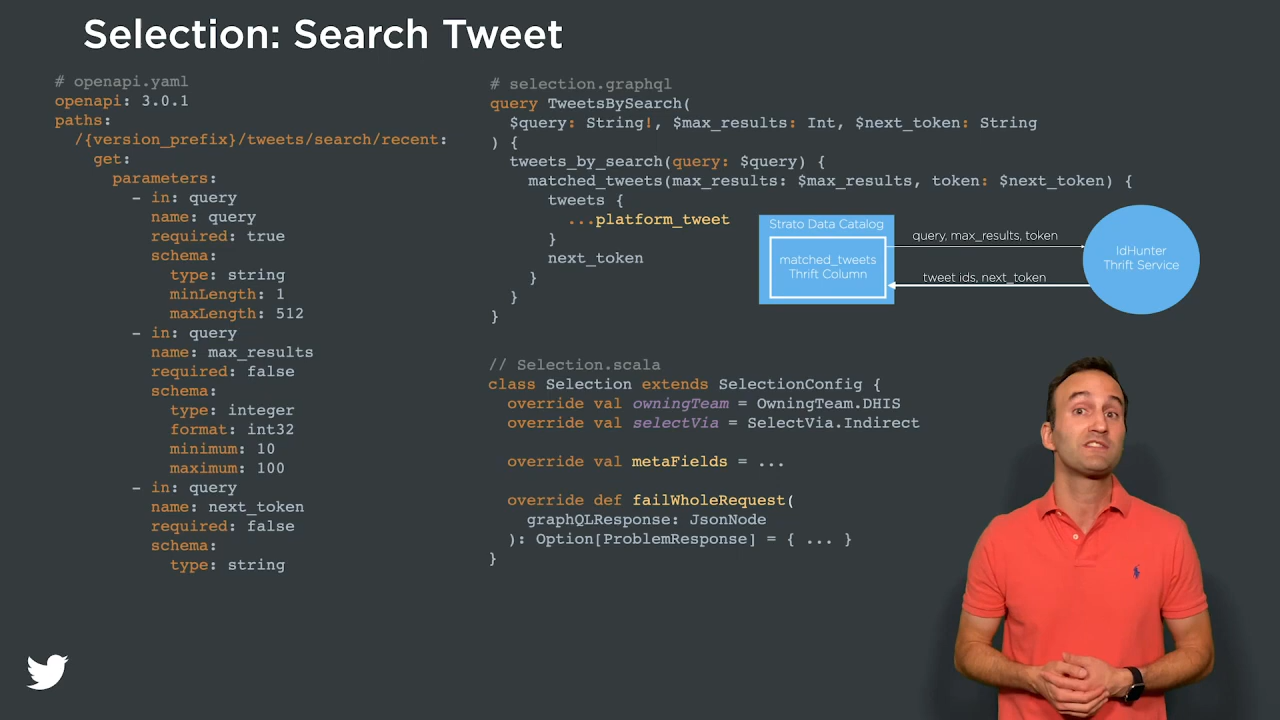 Selection: Search Tweet
# openapi.yaml
openapi: 3.0.1
paths:
/{version_prefix}/tweets/search/recent:
get:
parameters:
- in: query
name: query
required: true
schema:
type: string
minLength: 1
maxLength: 512
- in: query
name: max_results
required: false
schema:
type: integer
format: int32
minimum: 10
maximum: 100
- in: query
name: next_token
required: false
schema:
type: string
# selection.graphql
query TweetsBySearch(
$query: String!, $max_results: Int, $next_token: String
) {
tweets_by_search(query: $query) {
matched_tweets(max_results: $max_results, token: $next_token) {
tweets {
...platform_tweet
}
next_token
}
}
}
Strato Data Catalog
matched_tweets
Thrift Column
query, max_results, token
tweet ids, next_token
IdHunter
Thrift Service
// Selection.scala
class Selection extends SelectionConfig {
override val owningTeam = OwningTeam.DHIS
override val selectVia = SelectVia.Indirect
override val metaFields = ...
override def failWholeRequest(
graphQLResponse: JsonNode
): Option[ProblemResponse] = { ... }
}